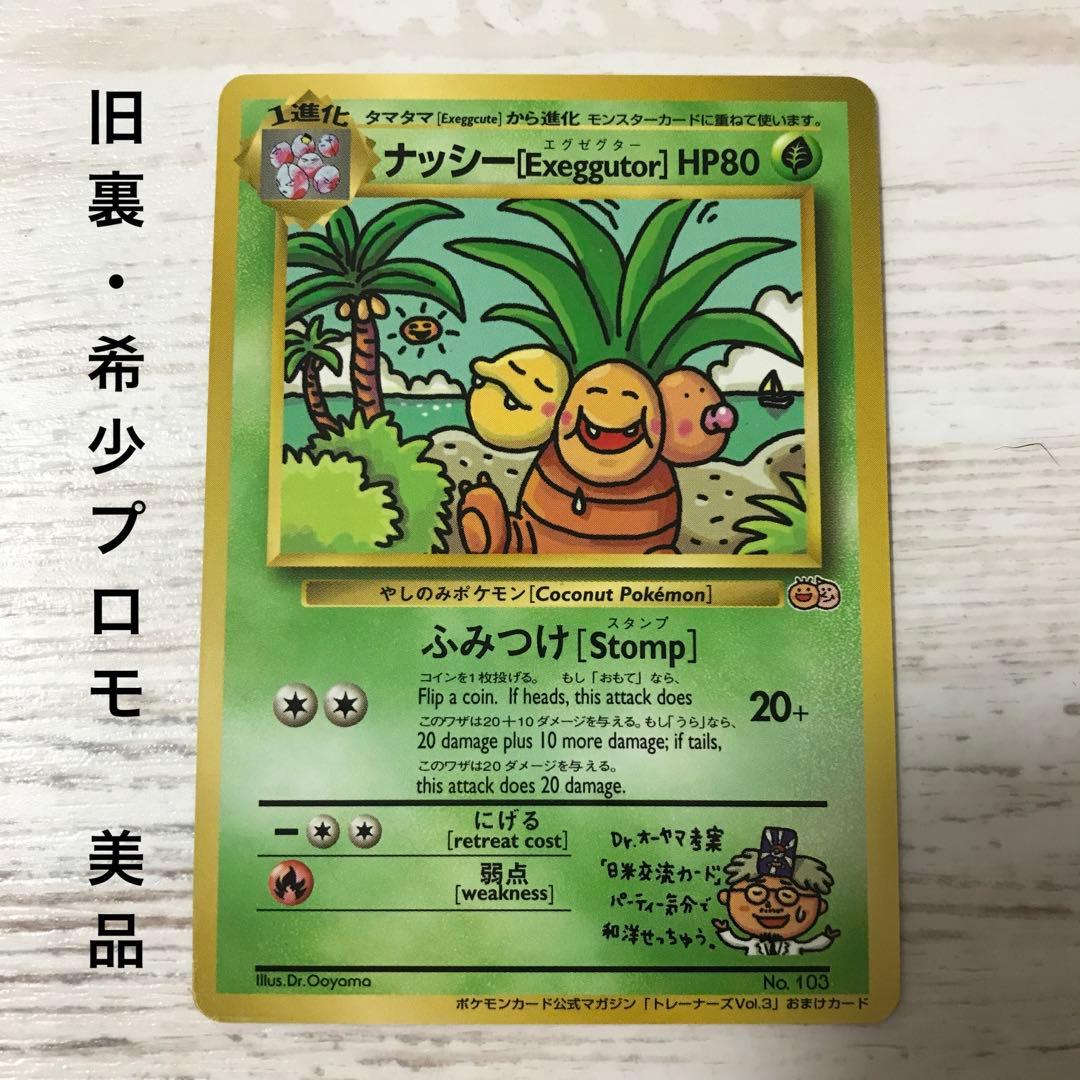 旧裏・希少プロモ 美品
1進化
タマタマ[Exeggcute]から進化 モンスターカードに重ねて使います。
エグゼグター
ナッシー[Exeggutor] HP80
やしのみポケモン[Coconut Pokémon]
スタンプ
ふみつけ[Stomp]
コインを1枚投げる。 もし「おもて」なら、
Flip a coin. If heads, this attack does
このワザは20+10ダメージを与える。もし「うら」なら、
20 damage plus 10 more damage; if tails,
このワザは20ダメージを与える。
this attack does 20 damage.
20+
ー
にげる
[retreat cost]
弱点
[weakness]
Dr.オーヤマ考案
「日米交流カード」
パーティー気分で
和洋せっちゅう。
Illus.Dr.Ooyama
No. 103
ポケモンカード公式マガジン「トレーナーズVol.3」おまけカード